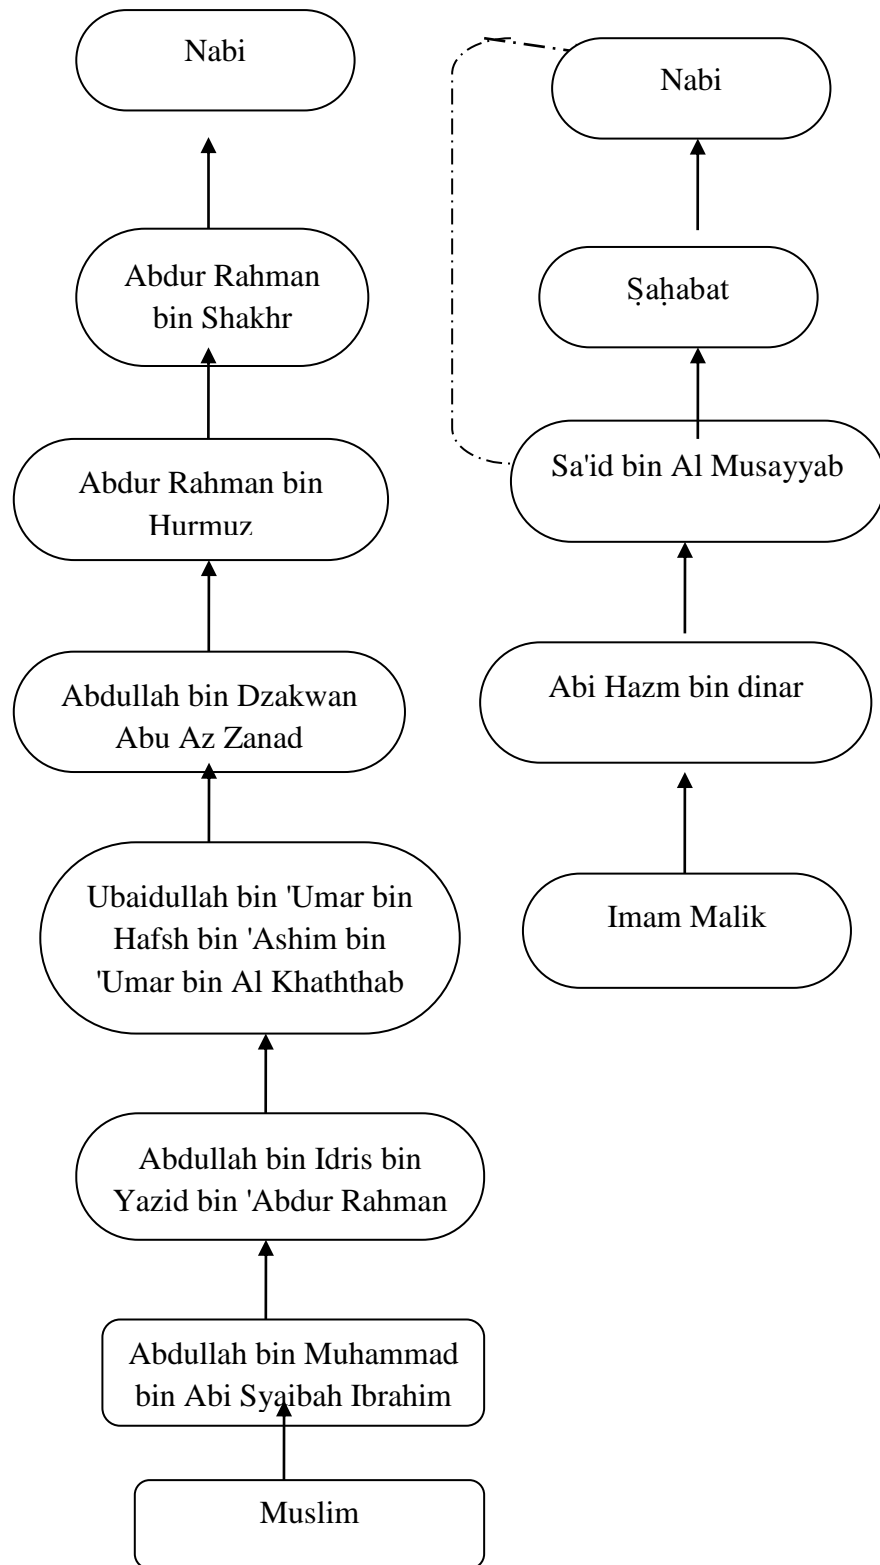 Nabi
Abdur Rahman
bin Shakhr
Abdur Rahman bin
Hurmuz
Abdullah bin Dzakwan
Abu Az Zanad
Ubaidullah bin 'Umar bin
Hafsh bin 'Ashim bin
'Umar bin Al Khaththab
Abdullah bin Idris bin
Yazid bin 'Abdur Rahman
Abdullah bin Muhammad
bin Abi Syaibah Ibrahim
Muslim
Nabi
Ṣaḥabat
Sa'id bin Al Musayyab
Abi Hazm bin dinar
Imam Malik